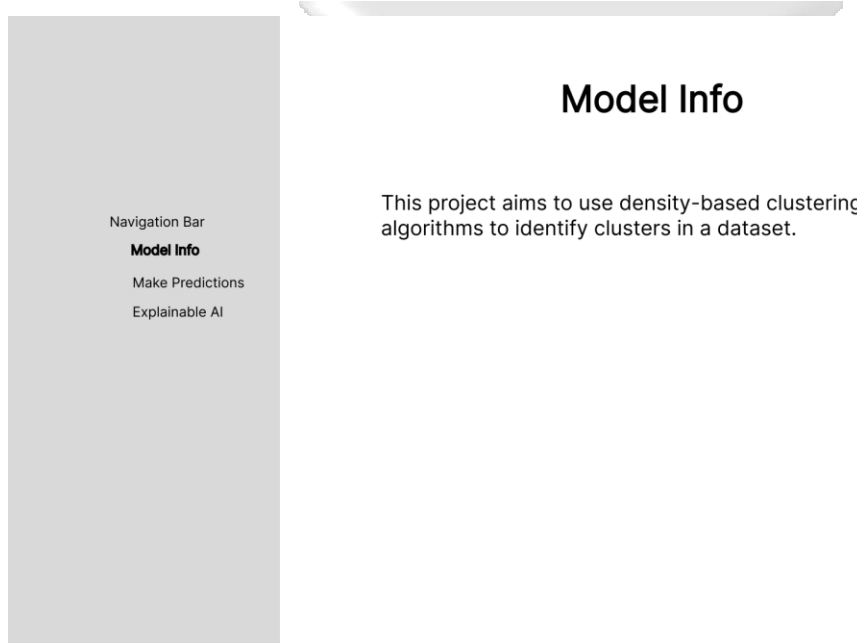 Model Info
Navigation Bar
Model Info
Make Predictions
Explainable AI
This project aims to use density-based clustering
algorithms to identify clusters in a dataset.